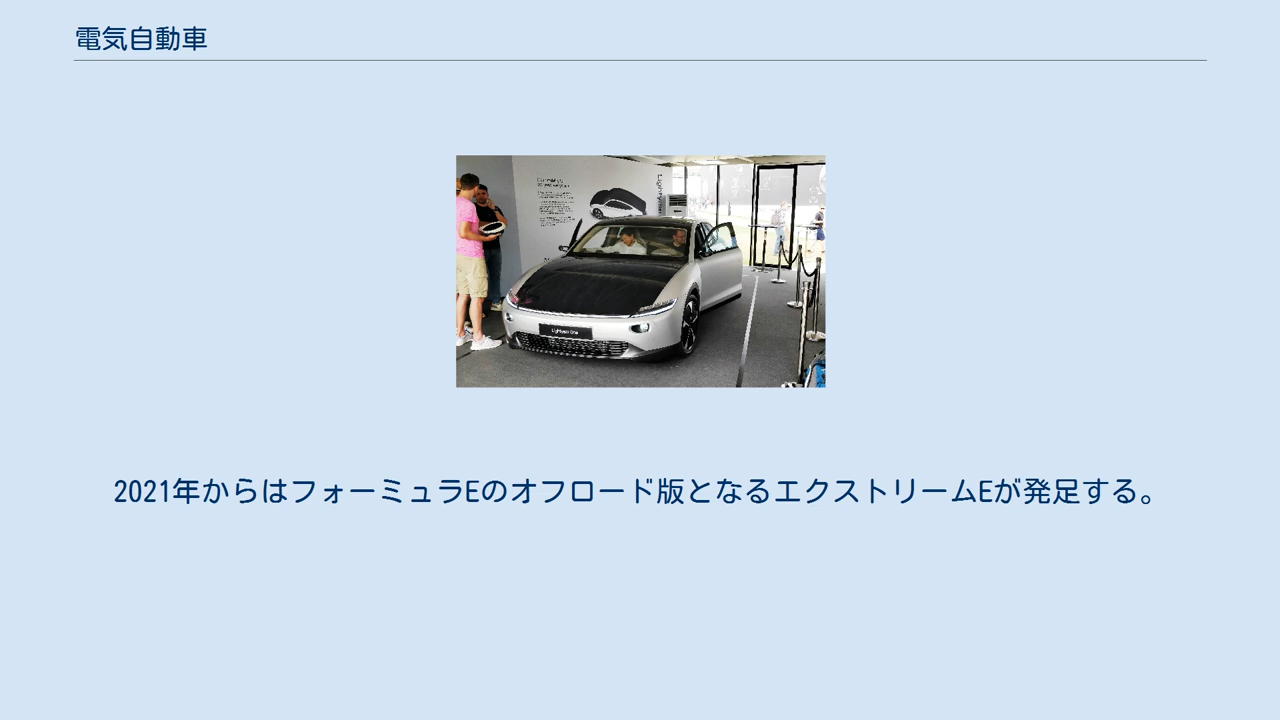 電気自動車
Lightyear One
2021年からはフォーミュラEのオフロード版となるエクストリームEが発足する。